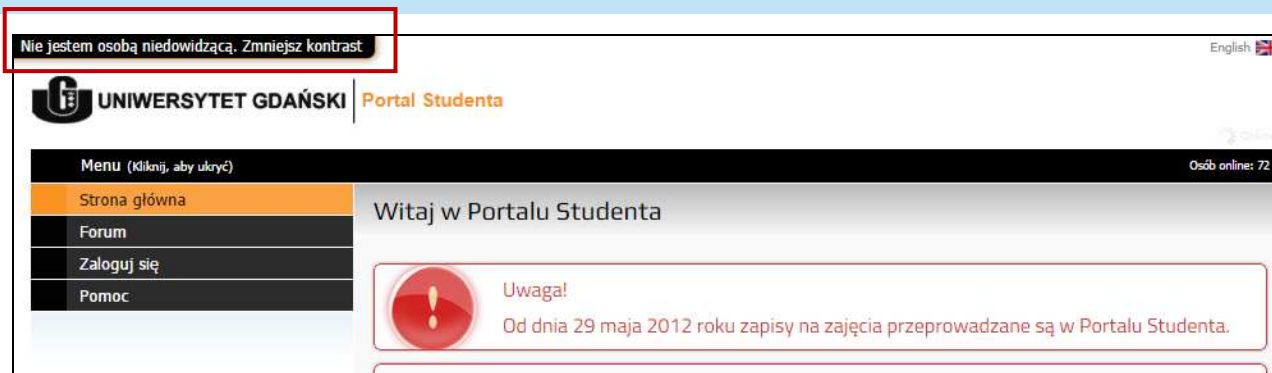 Nie jestem osobą niedowidzącą. Zmniejsz kontrast
English
UNIWERSYTET GDAŃSKI Portal Studenta
Menu (Kliknij, aby ukryć) Osób online: 72
Strona główna
Forum
Zaloguj się
Pomoc
Witaj w Portalu Studenta
Uwaga!
Od dnia 29 maja 2012 roku zapisy na zajęcia przeprowadzane są w Portalu Studenta.